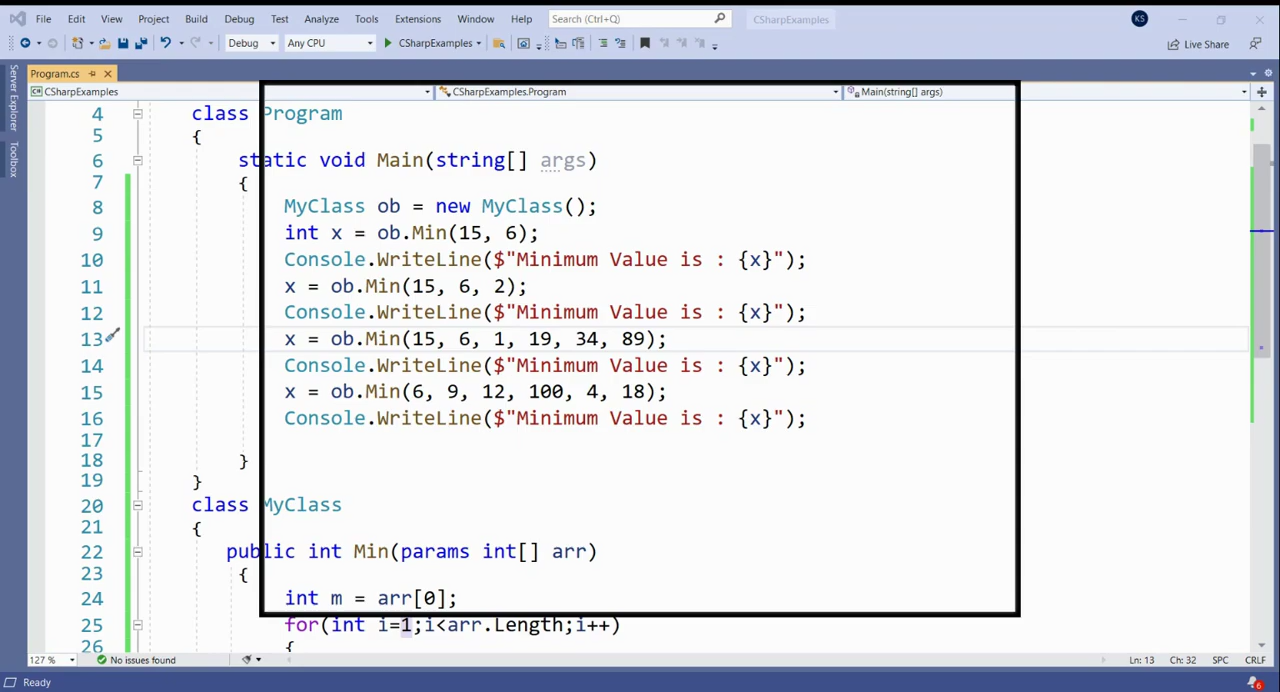 File Edit View Project Build Debug Test Analyze Tools Extensions Window Help Search (Ctrl+Q) CSharpExamples KS
Debug Any CPU CSharpExamples Live Share
Program.cs
CSharpExamples CSharpExamples.Program Main(string[] args)
Server Explorer
Toolbox
4 class Program
5 {
6 static void Main(string[] args)
7 {
8 MyClass ob = new MyClass();
9 int x = ob.Min(15, 6);
10 Console.WriteLine($"Minimum Value is : {x}");
11 x = ob.Min(15, 6, 2);
12 Console.WriteLine($"Minimum Value is : {x}");
13 x = ob.Min(15, 6, 1, 19, 34, 89);
14 Console.WriteLine($"Minimum Value is : {x}");
15 x = ob.Min(6, 9, 12, 100, 4, 18);
16 Console.WriteLine($"Minimum Value is : {x}");
17
18 }
19 }
20 class MyClass
21 {
22 public int Min(params int[] arr)
23 {
24 int m = arr[0];
25 for(int i=1;i<arr.Length;i++)
26 {
127 % No issues found Ln: 13 Ch: 32 SPC CRLF
Ready 6